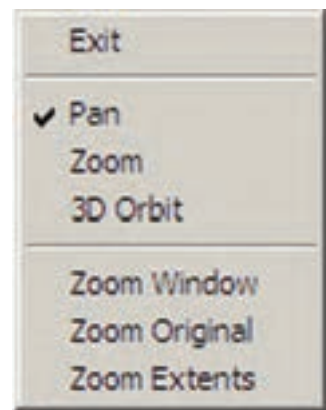 Exit
Pan
Zoom
3D Orbit
Zoom Window
Zoom Original
Zoom Extents